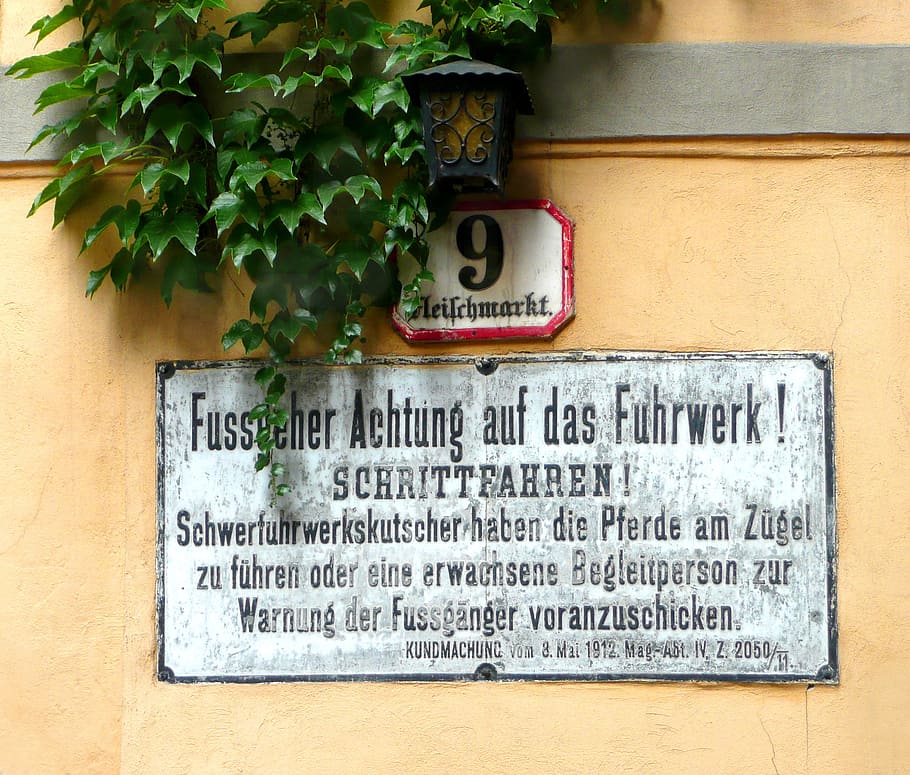 9
Fleischmarkt.
Fussgeher Achtung auf das Fuhrwerk!
SCHRITTFAHREN!
Schwerfuhrwerkskutscher haben die Pferde am Zügel
zu führen oder eine erwachsene Begleitperson zur
Warnung der Fussgänger voranzuschicken.
KUNDMACHUNG vom 8. Mai 1912. Mag-Abt. IV. Z. 2050/11